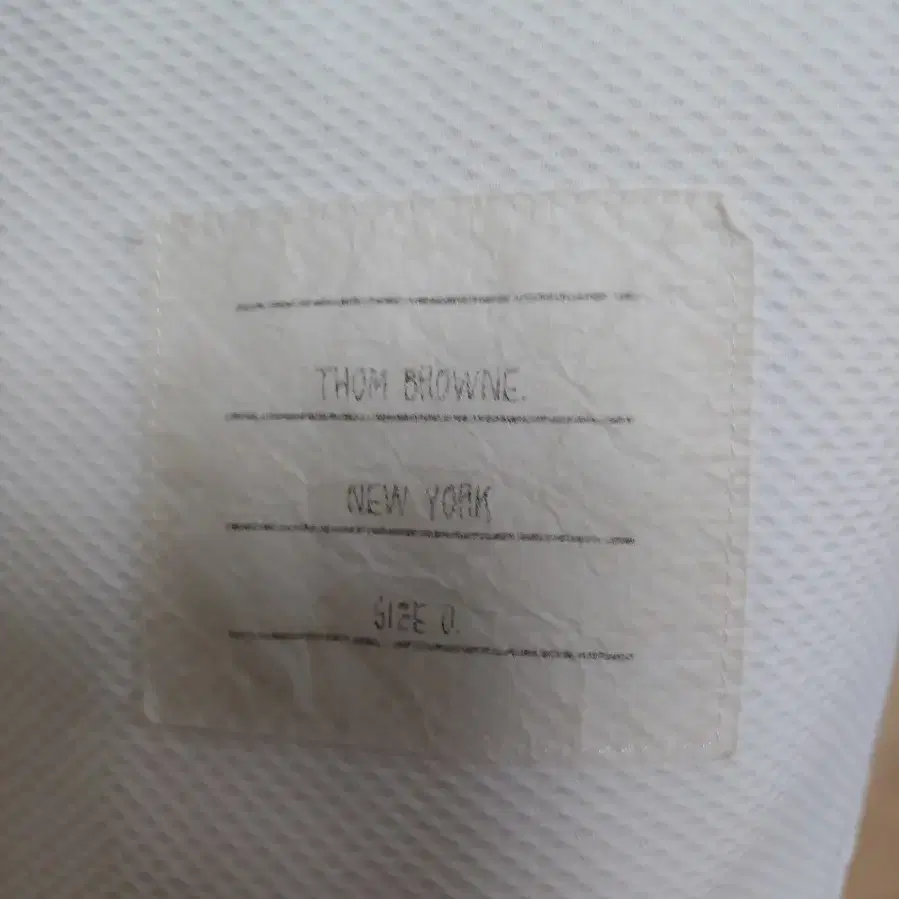 THOM BROWNE.
NEW YORK
SIZE 0.